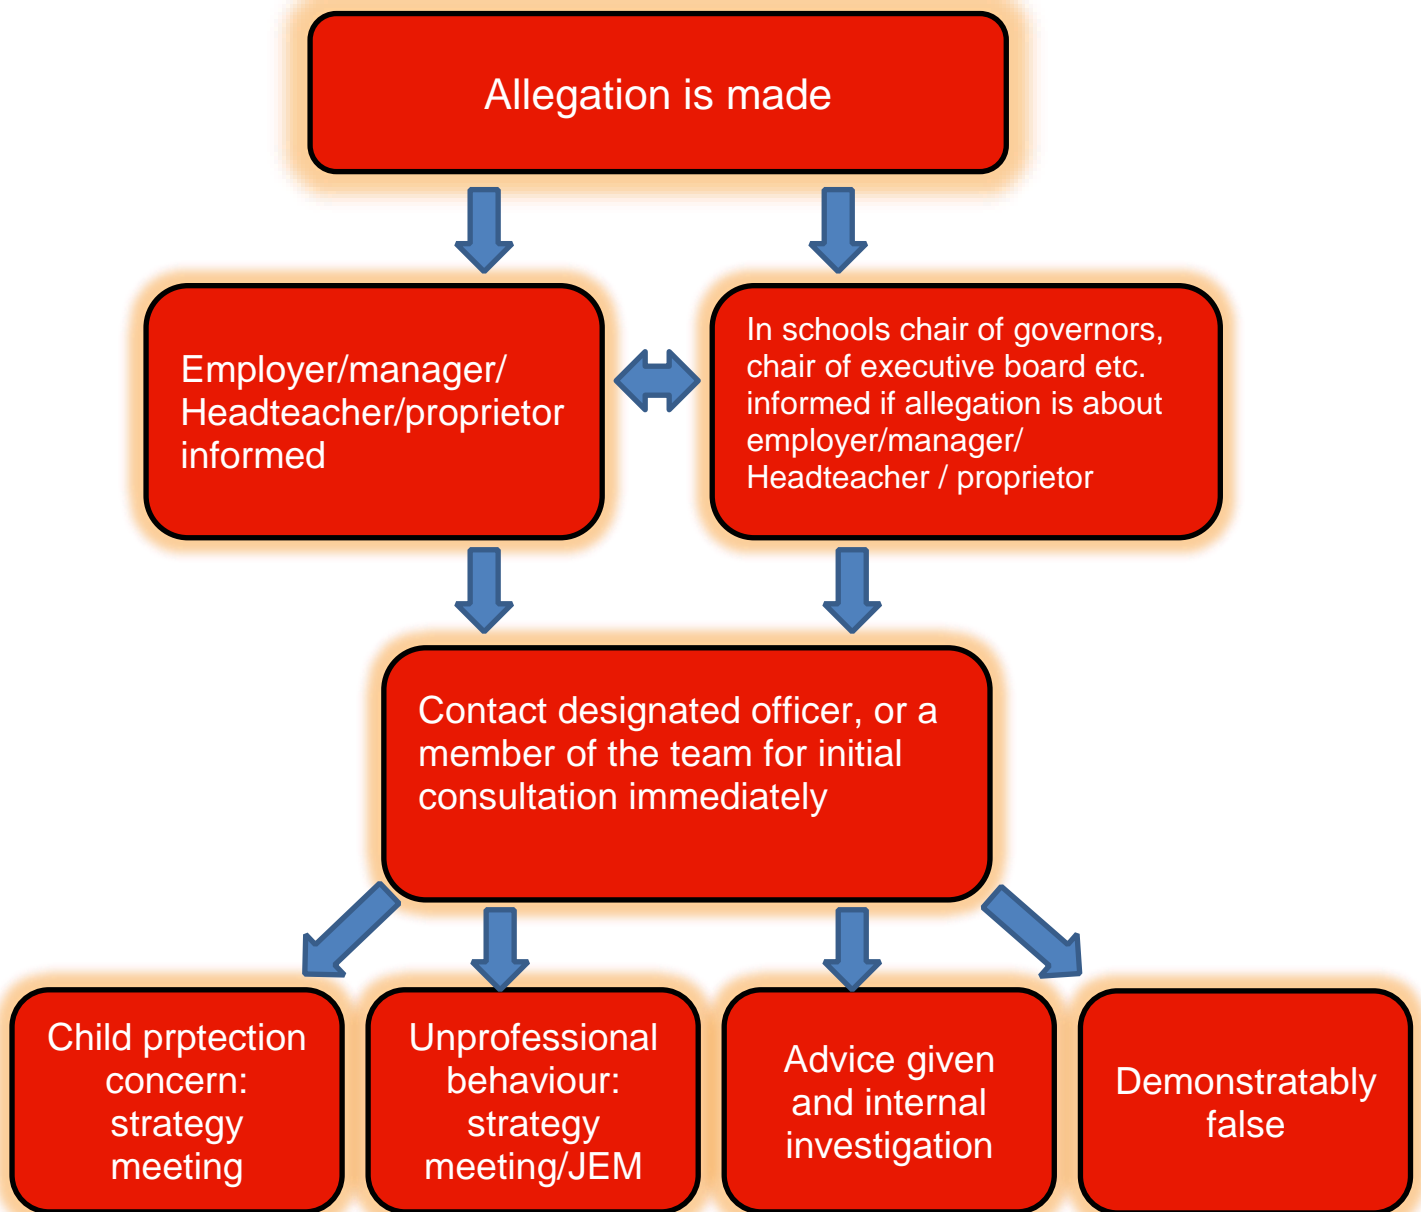 Allegation is made
Employer/manager/
Headteacher/proprietor
informed
In schools chair of governors,
chair of executive board etc.
informed if allegation is about
employer/manager/
Headteacher / proprietor
Contact designated officer, or a
member of the team for initial
consultation immediately
Child prptection
concern:
strategy
meeting
Unprofessional
behaviour:
strategy
meeting/JEM
Advice given
and internal
investigation
Demonstratably
false